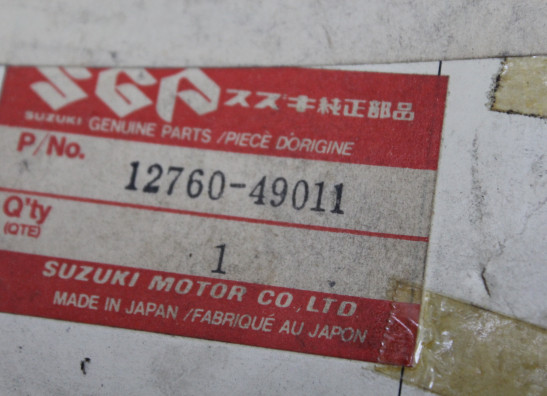 SGP スズキ純正部品
SUZUKI GENUINE PARTS /PIECE D'ORIGINE
P/No. 12760-49011
Q'ty 1
(QTE)
SUZUKI MOTOR CO.,LTD
MADE IN JAPAN /FABRIQUÉ AU JAPON